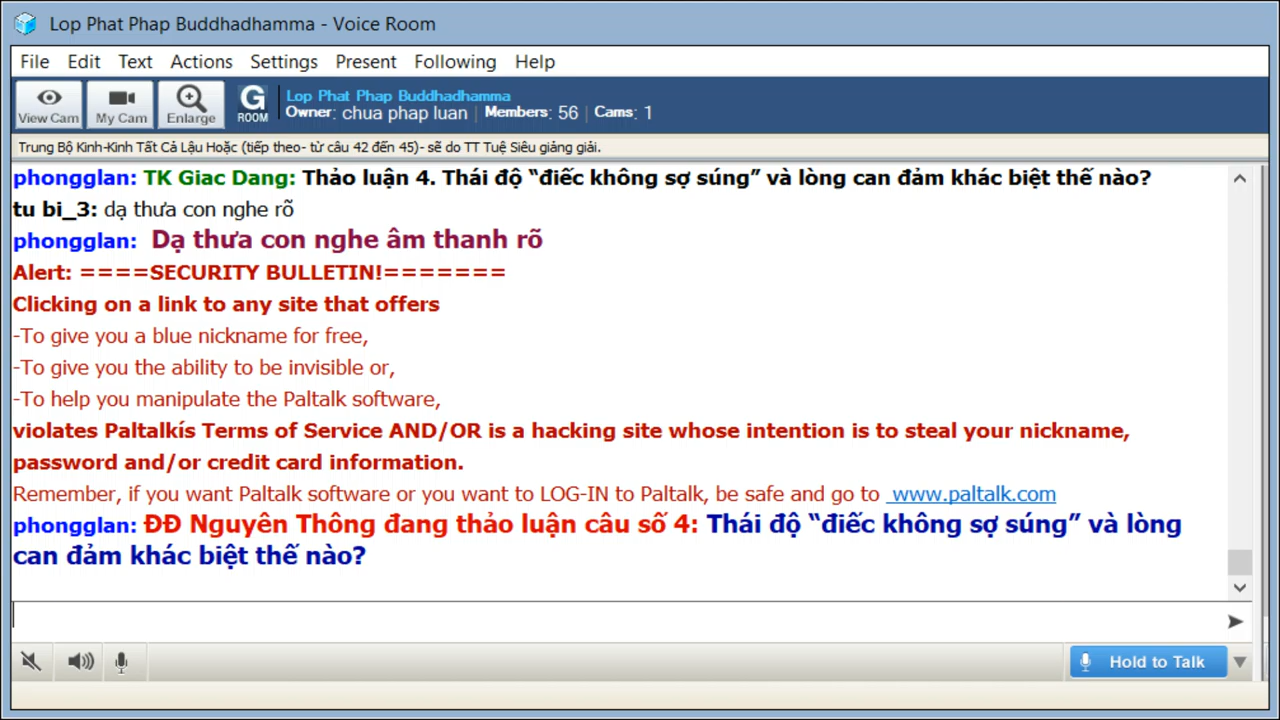 Lop Phat Phap Buddhadhamma - Voice Room
File Edit Text Actions Settings Present Following Help
View Cam My Cam Enlarge G ROOM Lop Phat Phap Buddhadhamma
Owner: chua phap luan | Members: 56 | Cams: 1
Trung Bộ Kinh-Kinh Tất Cả Lậu Hoặc (tiếp theo- từ câu 42 đến 45)- sẽ do TT Tuệ Siêu giảng giải.
phongglan: TK Giac Dang: Thảo luận 4. Thái độ “điếc không sợ súng” và lòng can đảm khác biệt thế nào?
tu bi_3: dạ thưa con nghe rõ
phongglan: Dạ thưa con nghe âm thanh rõ
Alert: ====SECURITY BULLETIN!=======
Clicking on a link to any site that offers
-To give you a blue nickname for free,
-To give you the ability to be invisible or,
-To help you manipulate the Paltalk software,
violates Paltalkís Terms of Service AND/OR is a hacking site whose intention is to steal your nickname,
password and/or credit card information.
Remember, if you want Paltalk software or you want to LOG-IN to Paltalk, be safe and go to www.paltalk.com
phongglan: ĐĐ Nguyên Thông đang thảo luận câu số 4: Thái độ “điếc không sợ súng” và lòng
can đảm khác biệt thế nào?
Hold to Talk